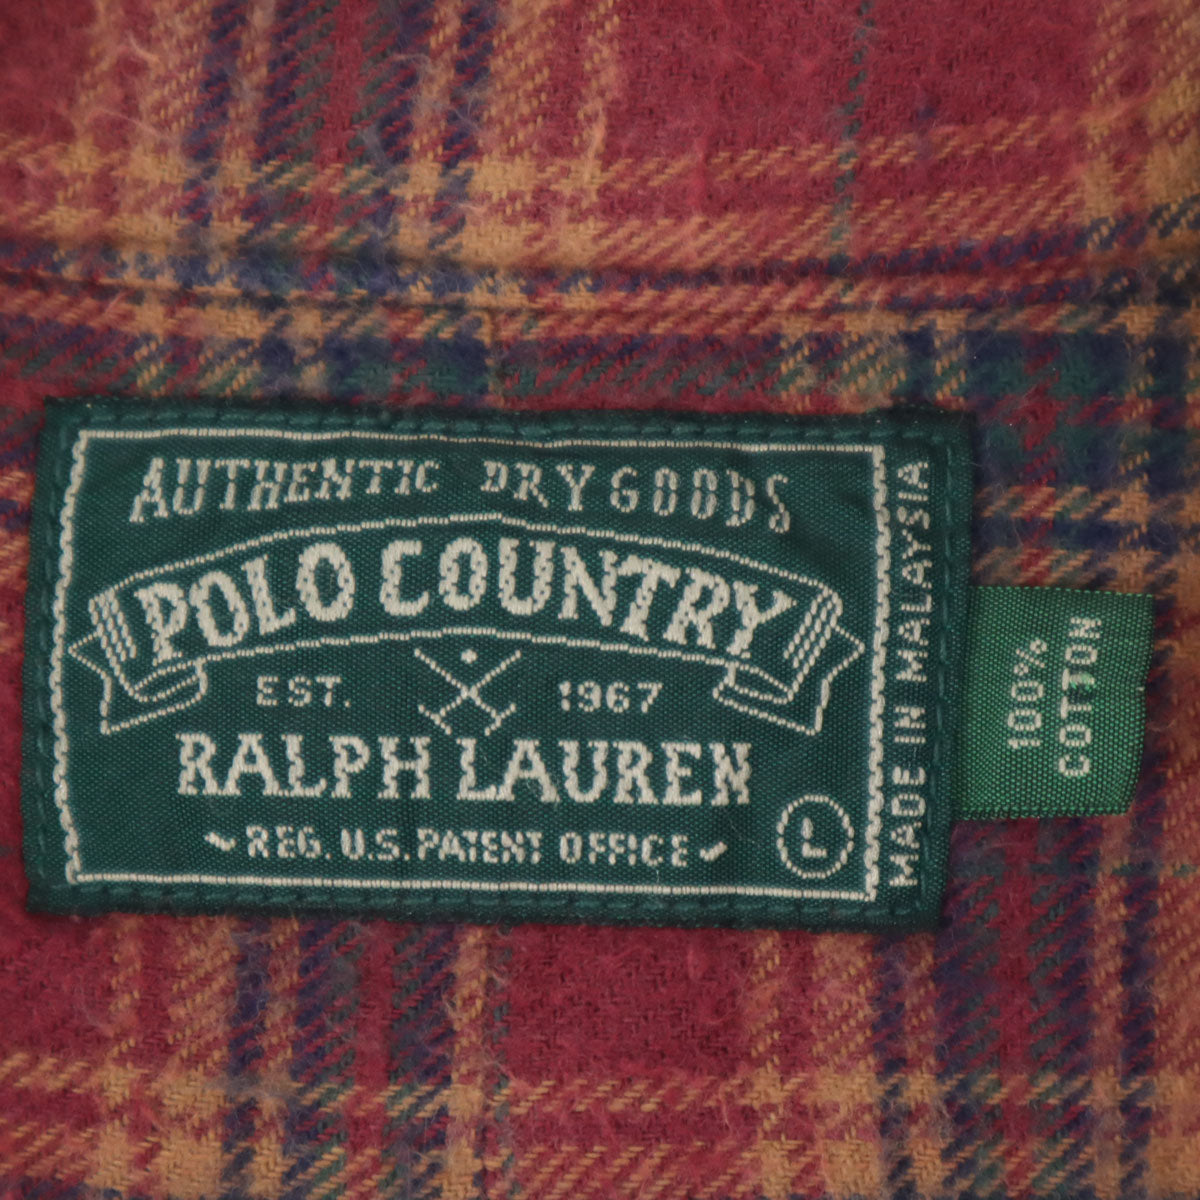 AUTHENTIC DRY GOODS
POLO COUNTRY
EST. 1967
RALPH LAUREN
REG. U.S. PATENT OFFICE
L
MADE IN MALAYSIA
100%
COTTON